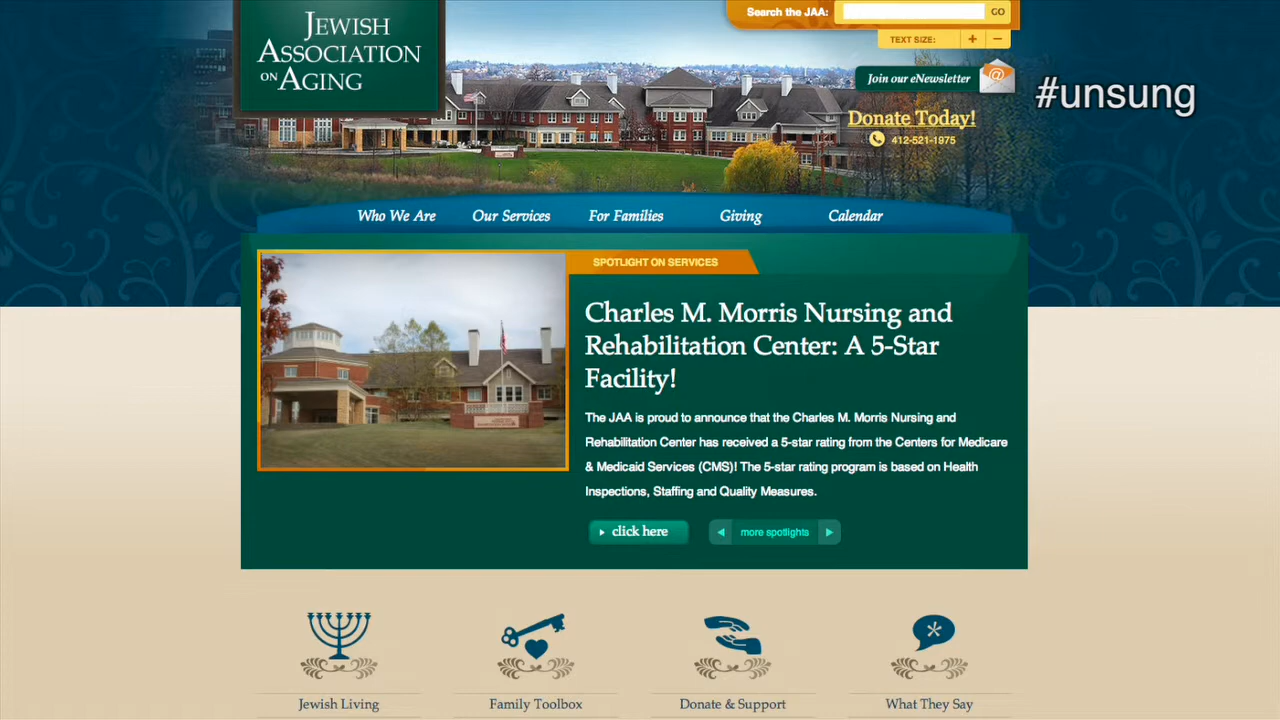 JEWISH
ASSOCIATION
ON AGING
Search the JAA:
GO
TEXT SIZE: + −
Join our eNewsletter
@
#unsung
Donate Today!
412-521-1975
Who We Are Our Services For Families Giving Calendar
SPOTLIGHT ON SERVICES
Charles M. Morris Nursing and
Rehabilitation Center: A 5-Star
Facility!
The JAA is proud to announce that the Charles M. Morris Nursing and
Rehabilitation Center has received a 5-star rating from the Centers for Medicare
& Medicaid Services (CMS)! The 5-star rating program is based on Health
Inspections, Staffing and Quality Measures.
click here
more spotlights
Jewish Living Family Toolbox Donate & Support What They Say